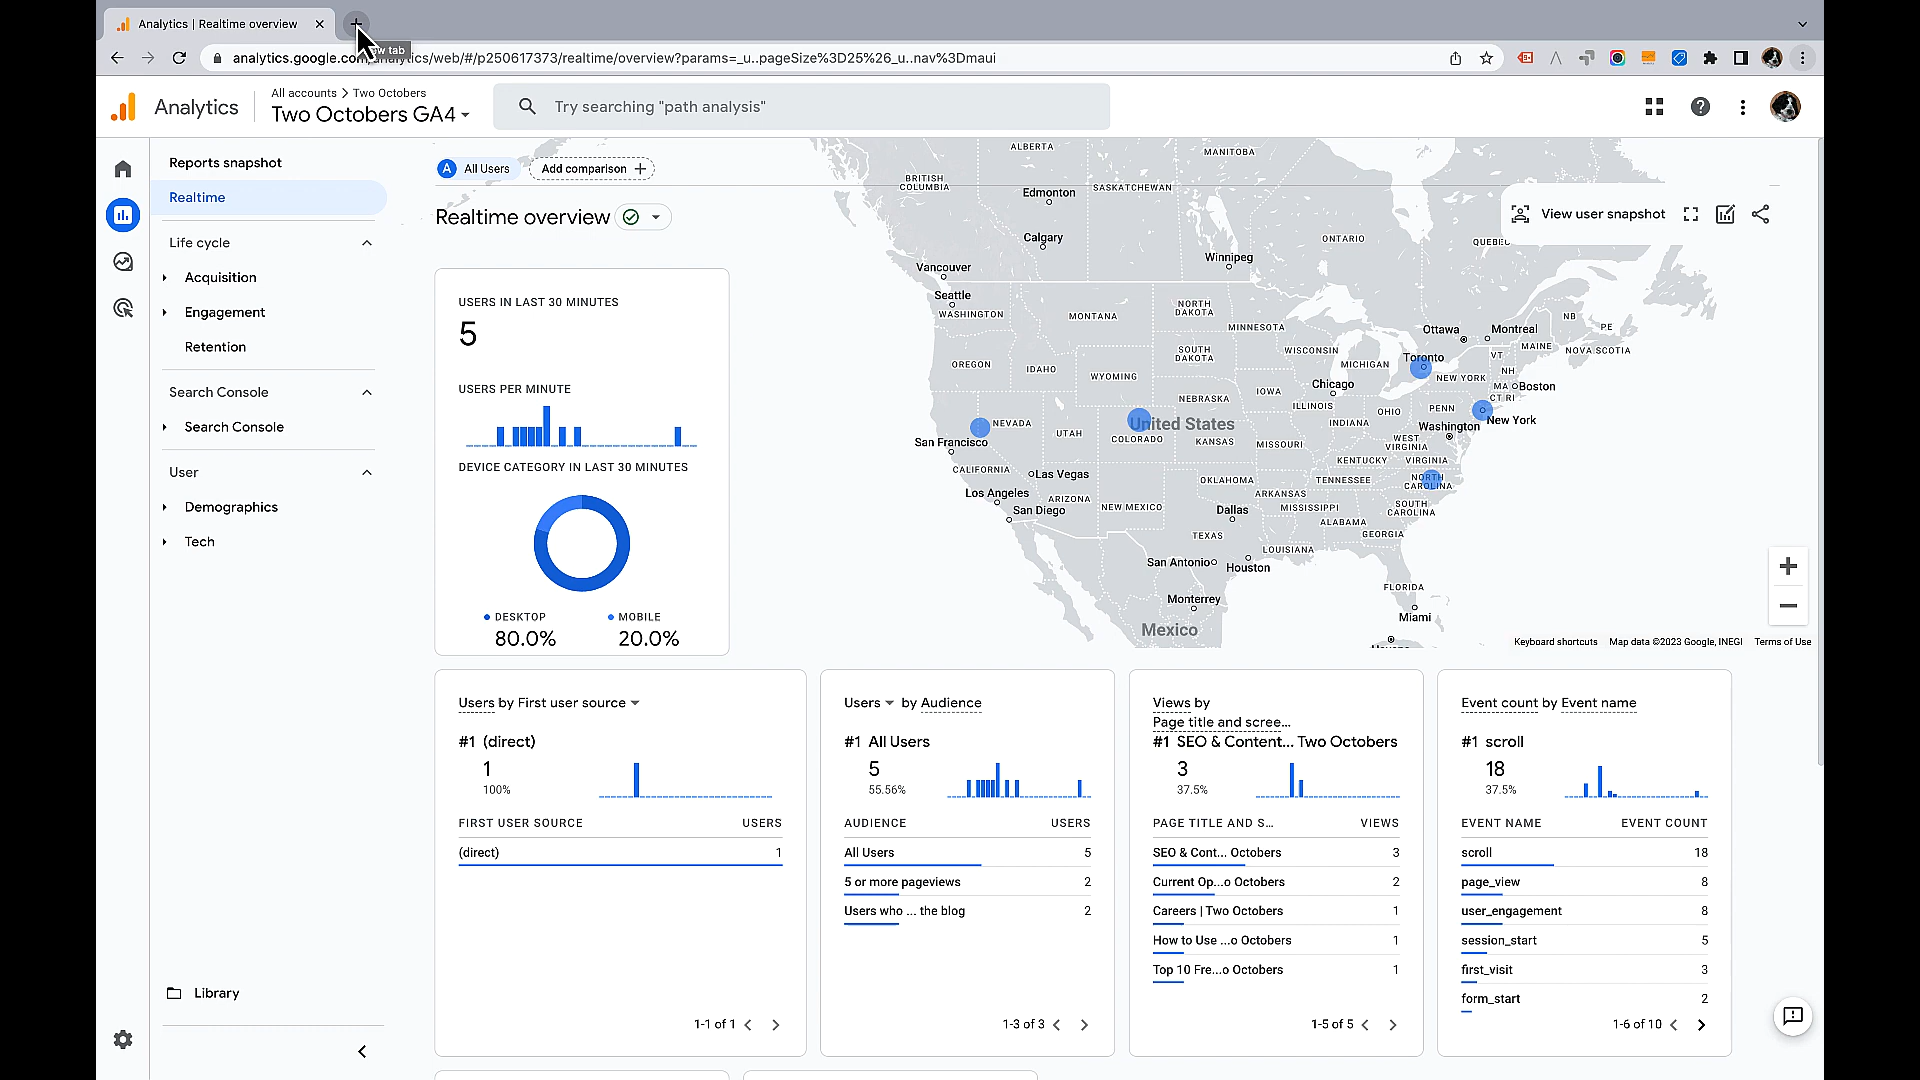 Analytics | Realtime overview
analytics.google.com/analytics/web/#/p250617373/realtime/overview?params=_u..pageSize%3D25%26_u..nav%3Dmaui
Analytics
All accounts > Two Octobers
Two Octobers GA4
Try searching "path analysis"
Reports snapshot
Realtime
Life cycle
Acquisition
Engagement
Retention
Search Console
Search Console
User
Demographics
Tech
Library
A All Users
Add comparison +
Realtime overview
View user snapshot
USERS IN LAST 30 MINUTES
5
USERS PER MINUTE
DEVICE CATEGORY IN LAST 30 MINUTES
DESKTOP
80.0%
MOBILE
20.0%
ALBERTA
MANITOBA
BRITISH
COLUMBIA
SASKATCHEWAN
Edmonton
Calgary
ONTARIO
QUEBEC
Winnipeg
Vancouver
Seattle
WASHINGTON
MONTANA
NORTH
DAKOTA
MINNESOTA
Ottawa
Montreal
NB
PE
MAINE
NOVA SCOTIA
OREGON
IDAHO
WYOMING
SOUTH
DAKOTA
WISCONSIN
MICHIGAN
Toronto
VT
NH
NEW YORK
MA
Boston
CT RI
Chicago
IOWA
NEBRASKA
ILLINOIS
INDIANA
OHIO
PENN
New York
Washington
NEVADA
UTAH
COLORADO
United States
KANSAS
MISSOURI
WEST
VIRGINIA
KENTUCKY
VIRGINIA
San Francisco
CALIFORNIA
Las Vegas
Los Angeles
ARIZONA
NEW MEXICO
OKLAHOMA
ARKANSAS
TENNESSEE
NORTH
CAROLINA
SOUTH
CAROLINA
San Diego
Dallas
MISSISSIPPI
ALABAMA
GEORGIA
TEXAS
LOUISIANA
San Antonio
Houston
FLORIDA
Monterrey
Miami
Mexico
Keyboard shortcuts
Map data ©2023 Google, INEGI
Terms of Use
Users by First user source
#1 (direct)
1
100%
FIRST USER SOURCE USERS
(direct) 1
1-1 of 1
Users by Audience
#1 All Users
5
55.56%
AUDIENCE USERS
All Users 5
5 or more pageviews 2
Users who ... the blog 2
1-3 of 3
Views by
Page title and scree...
#1 SEO & Content... Two Octobers
3
37.5%
PAGE TITLE AND S... VIEWS
SEO & Cont... Octobers 3
Current Op...o Octobers 2
Careers | Two Octobers 1
How to Use ...o Octobers 1
Top 10 Fre...o Octobers 1
1-5 of 5
Event count by Event name
#1 scroll
18
37.5%
EVENT NAME EVENT COUNT
scroll 18
page_view 8
user_engagement 8
session_start 5
first_visit 3
form_start 2
1-6 of 10